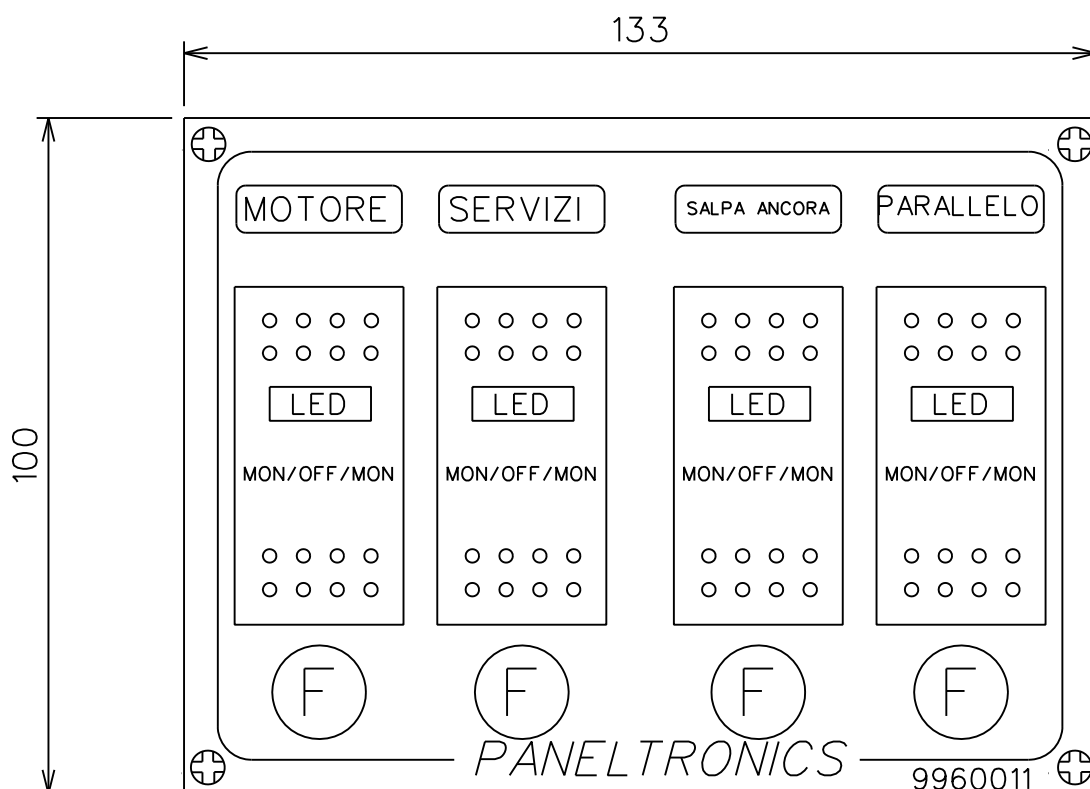 133
MOTORE SERVIZI SALPA ANCORA PARALLELO
LED LED LED LED
100
MON/OFF/MON MON/OFF/MON MON/OFF/MON MON/OFF/MON
F F F F
PANELTRONICS
9960011